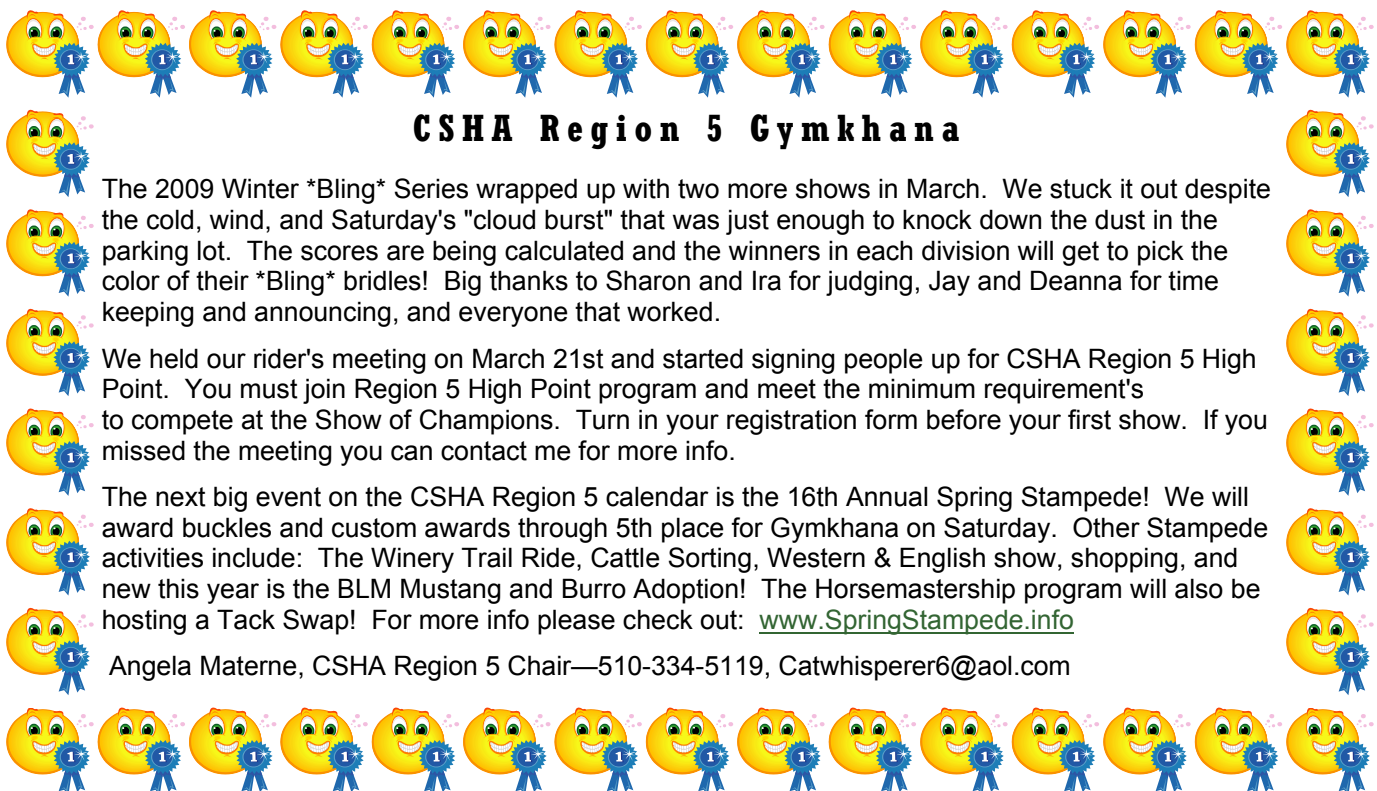 CSHA Region 5 Gymkhana
The 2009 Winter *Bling* Series wrapped up with two more shows in March.  We stuck it out despite
the cold, wind, and Saturday's "cloud burst" that was just enough to knock down the dust in the
parking lot.  The scores are being calculated and the winners in each division will get to pick the
color of their *Bling* bridles!  Big thanks to Sharon and Ira for judging, Jay and Deanna for time
keeping and announcing, and everyone that worked.
We held our rider's meeting on March 21st and started signing people up for CSHA Region 5 High
Point.  You must join Region 5 High Point program and meet the minimum requirement's
to compete at the Show of Champions.  Turn in your registration form before your first show.  If you
missed the meeting you can contact me for more info.
The next big event on the CSHA Region 5 calendar is the 16th Annual Spring Stampede!  We will
award buckles and custom awards through 5th place for Gymkhana on Saturday.  Other Stampede
activities include:  The Winery Trail Ride, Cattle Sorting, Western & English show, shopping, and
new this year is the BLM Mustang and Burro Adoption!  The Horsemastership program will also be
hosting a Tack Swap!  For more info please check out:  www.SpringStampede.info
Angela Materne, CSHA Region 5 Chair—510-334-5119, Catwhisperer6@aol.com